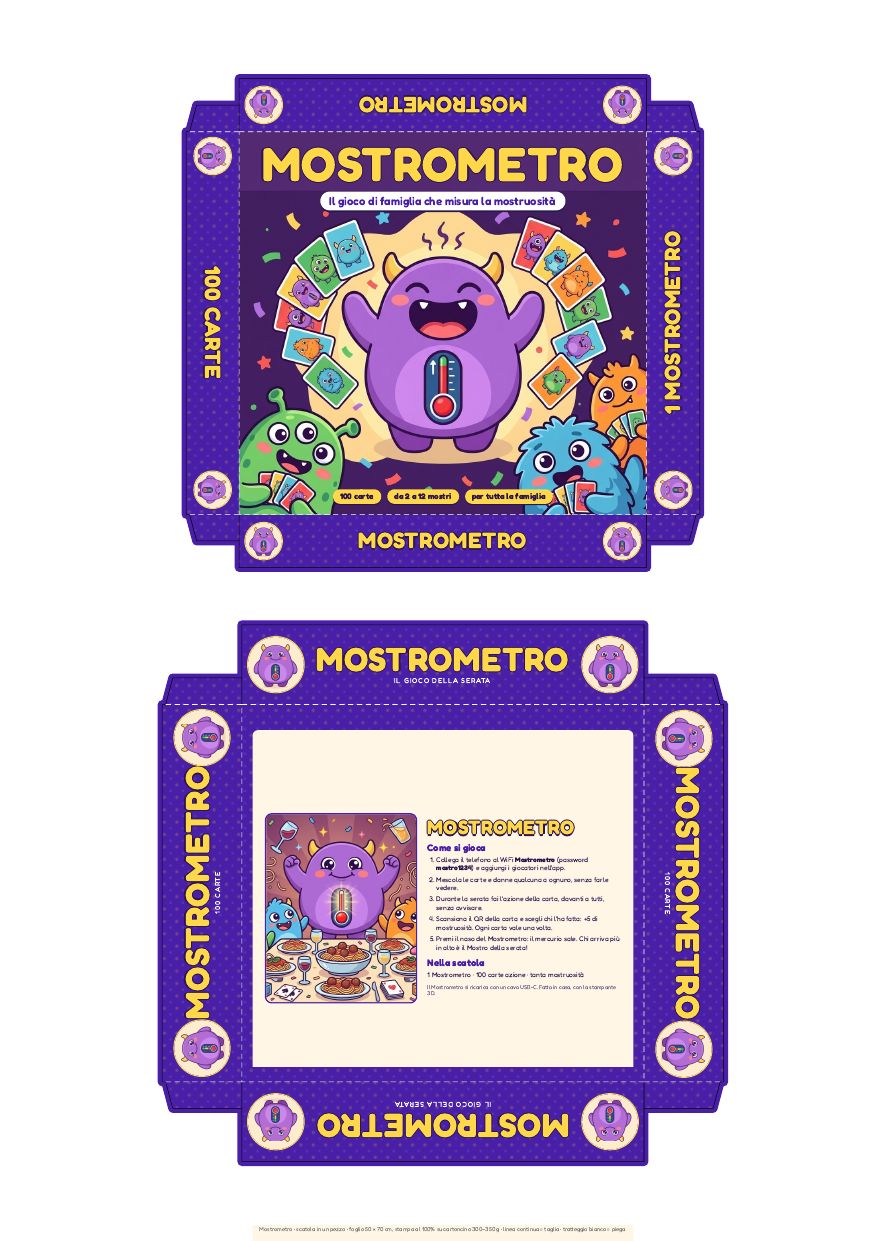 MOSTROMETRO
MOSTROMETRO
Il gioco di famiglia che misura la mostruosità
100 CARTE
1 MOSTROMETRO
100 carte
da 2 a 12 mostri
per tutta la famiglia
MOSTROMETRO
MOSTROMETRO
IL GIOCO DELLA SERATA
MOSTROMETRO
100 CARTE
MOSTROMETRO
Come si gioca
1. Collega il telefono al WiFi Mostrometro (password
mostro1234) e aggiungi i giocatori nell'app.
2. Mescola le carte e danne qualcuna a ognuno, senza farle
vedere.
3. Durante la serata fai l'azione della carta, davanti a tutti,
senza avvisare.
4. Scansiona il QR della carta e scegli chi l'ha fatta: +5 di
mostruosità. Ogni carta vale una volta.
5. Premi il naso del Mostrometro: il mercurio sale. Chi arriva più
in alto è il Mostro della serata!
Nella scatola
1 Mostrometro · 100 carte azione · tanta mostruosità
Il Mostrometro si ricarica con un cavo USB-C. Fatto in casa, con la stampante
3D.
100 CARTE
MOSTROMETRO
IL GIOCO DELLA SERATA
MOSTROMETRO
Mostrometro · scatola in un pezzo · foglio 50 × 70 cm, stampa al 100% su cartoncino 300–350 g · linea continua = taglia · tratteggio bianco = piega